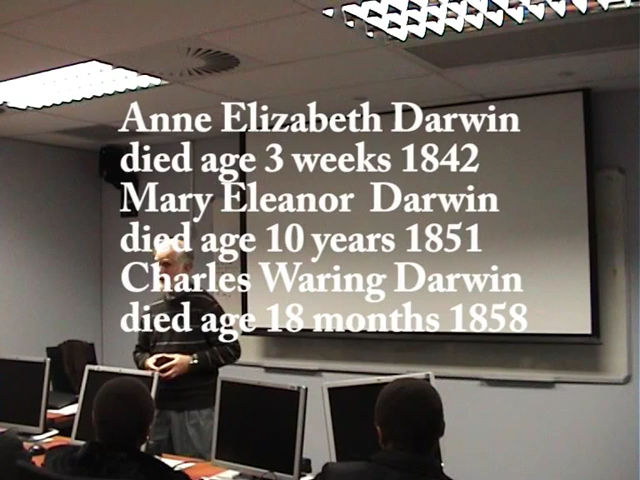 Anne Elizabeth Darwin
died age 3 weeks 1842
Mary Eleanor Darwin
died age 10 years 1851
Charles Waring Darwin
died age 18 months 1858